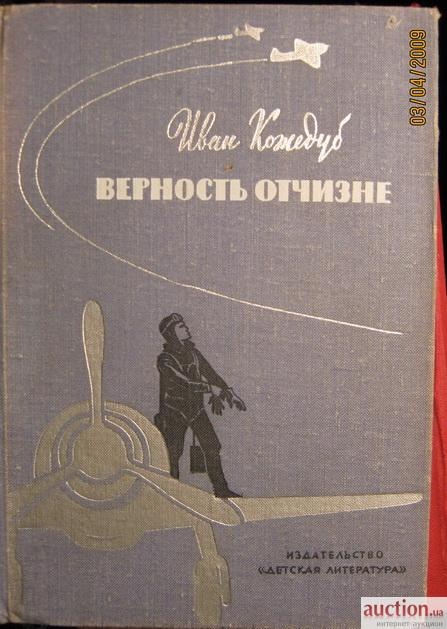 03/04/2009
Иван Кожедуб
ВЕРНОСТЬ ОТЧИЗНЕ
ИЗДАТЕЛЬСТВО
«ДЕТСКАЯ ЛИТЕРАТУРА»
auction.ua
интернет-аукцион